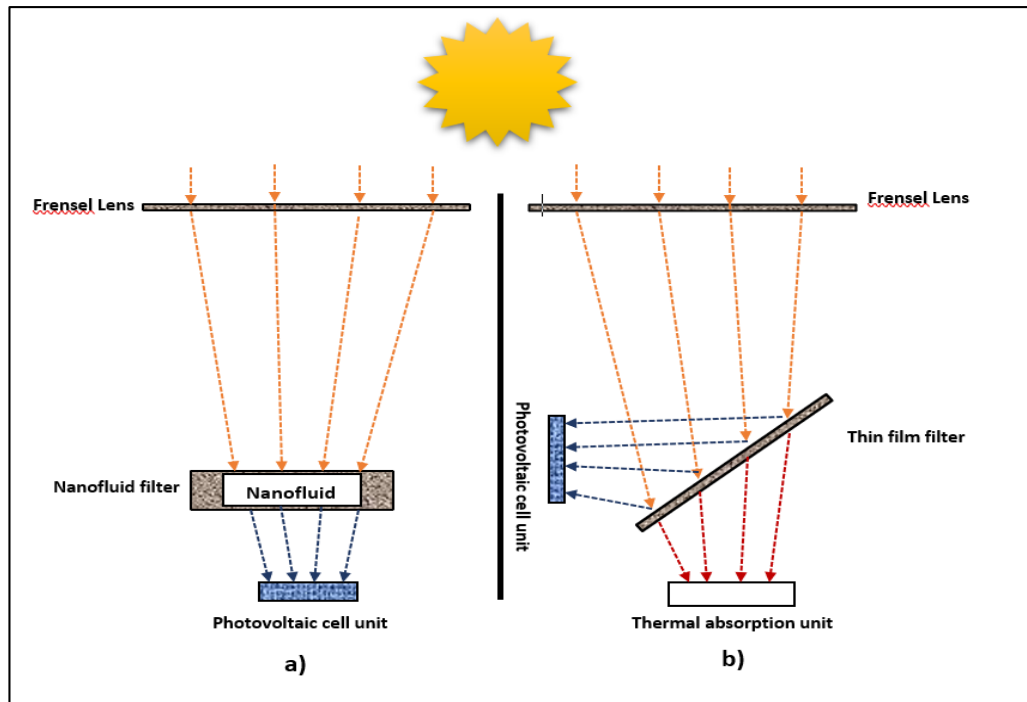 Frensel Lens
Frensel Lens
Photovoltaic cell unit
Thin film filter
Nanofluid filter
Nanofluid
Photovoltaic cell unit
Thermal absorption unit
a)
b)